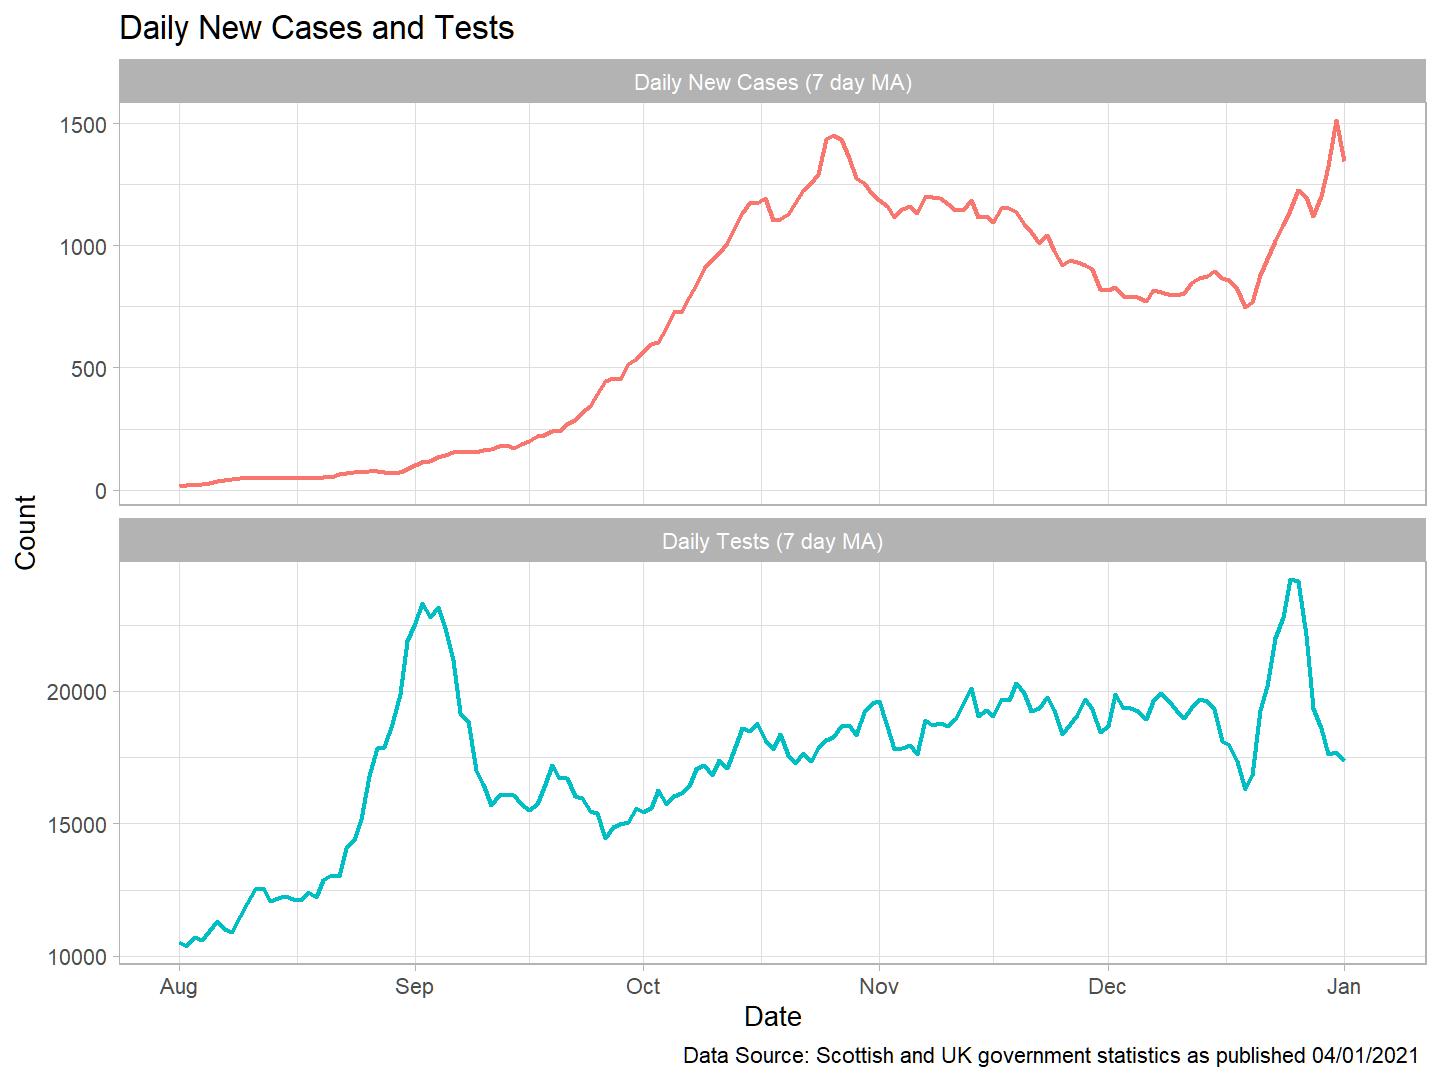 Daily New Cases and Tests
Daily New Cases (7 day MA)
1500
1000
500
0
Count
Daily Tests (7 day MA)
20000
15000
10000
Aug Sep Oct Nov Dec Jan
Date
Data Source: Scottish and UK government statistics as published 04/01/2021